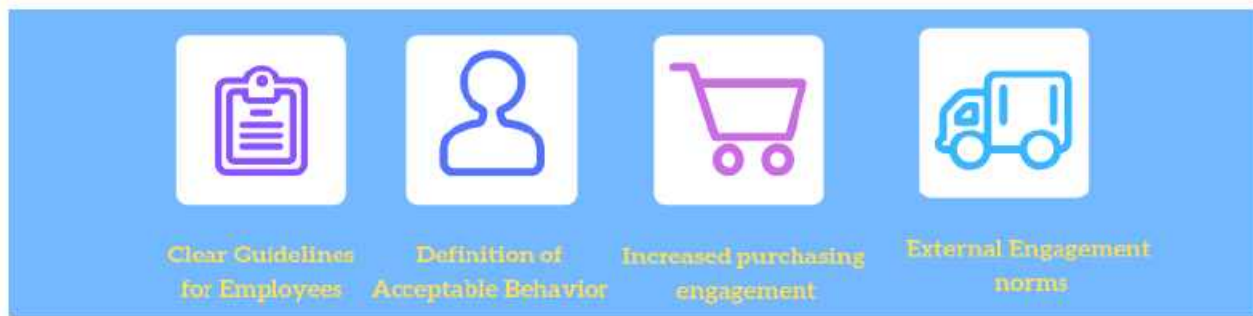 Clear Guidelines
for Employees
Definition of
Acceptable Behavior
Increased purchasing
engagement
External Engagement
norms